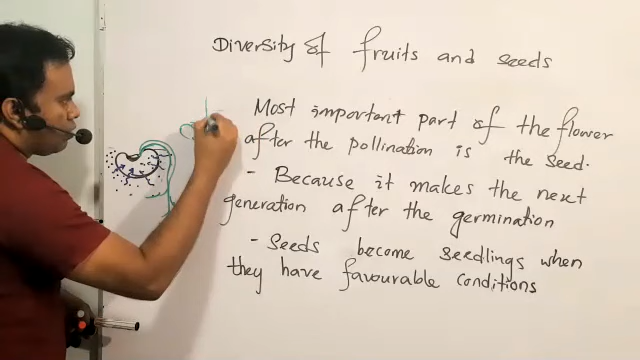 Diversity of fruits and seeds
Most important part of the flower
after the pollination is the seed.
- Because it makes the next
generation after the germination
- Seeds become seedlings when
they have favourable conditions